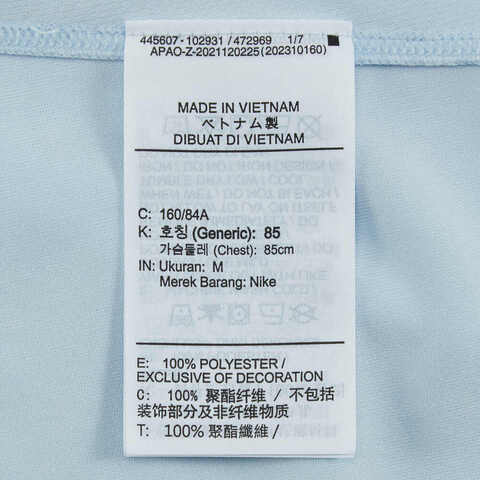 445607-102931 /472969 1/7
APAO-Z-2021120225(202310160)
MADE IN VIETNAM
ベトナム製
DIBUAT DI VIETNAM
C: 160/84A
K: 호칭 (Generic): 85
가슴둘레 (Chest): 85cm
IN: Ukuran: M
Merek Barang: Nike
E: 100% POLYESTER /
EXCLUSIVE OF DECORATION
C: 100% 聚酯纤维 / 不包括
装饰部分及非纤维物质
T: 100% 聚酯纖維 /